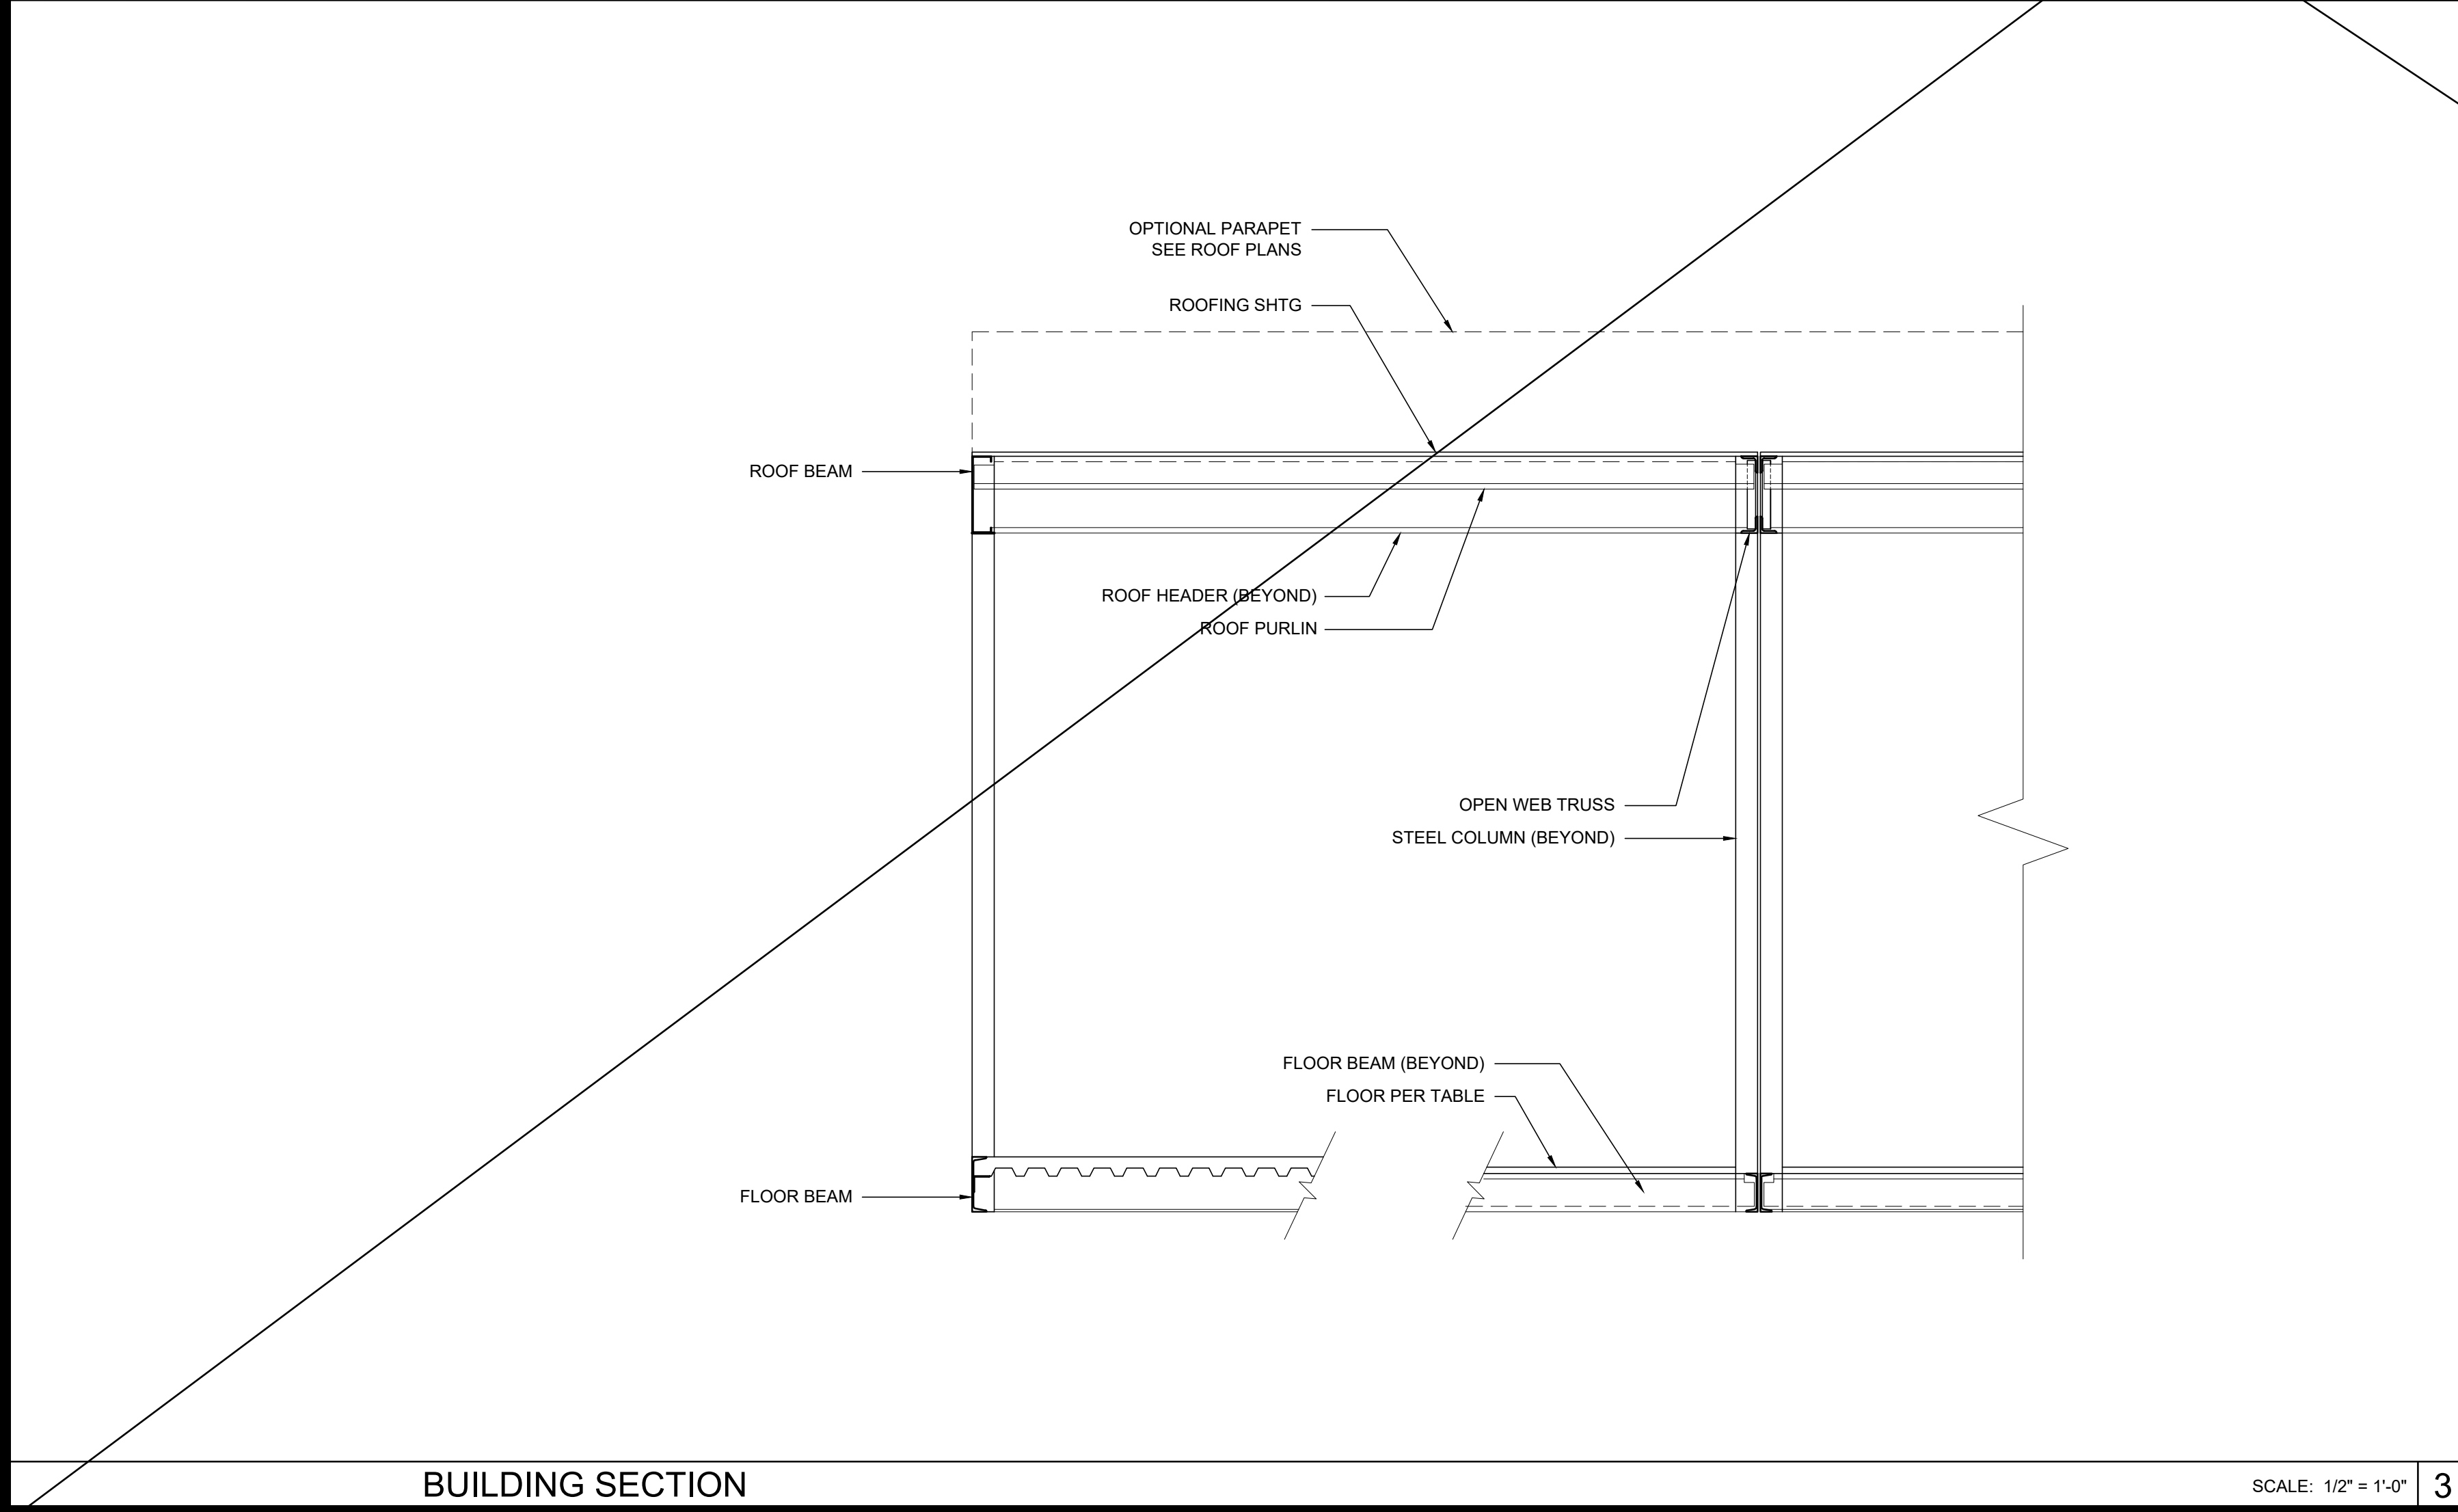 OPTIONAL PARAPET
SEE ROOF PLANS
ROOFING SHTG
ROOF BEAM
ROOF HEADER (BEYOND)
ROOF PURLIN
OPEN WEB TRUSS
STEEL COLUMN (BEYOND)
FLOOR BEAM (BEYOND)
FLOOR PER TABLE
FLOOR BEAM
BUILDING SECTION
SCALE: 1/2" = 1'-0"
3